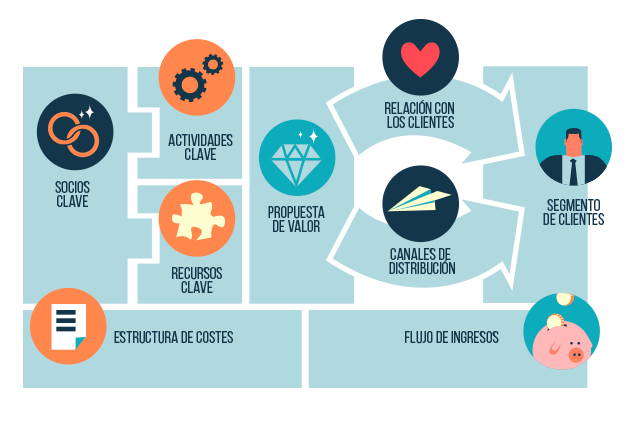 SOCIOS
CLAVE
ACTIVIDADES
CLAVE
RECURSOS
CLAVE
PROPUESTA
DE VALOR
RELACIÓN CON
LOS CLIENTES
CANALES DE
DISTRIBUCIÓN
SEGMENTO
DE CLIENTES
ESTRUCTURA DE COSTES
FLUJO DE INGRESOS